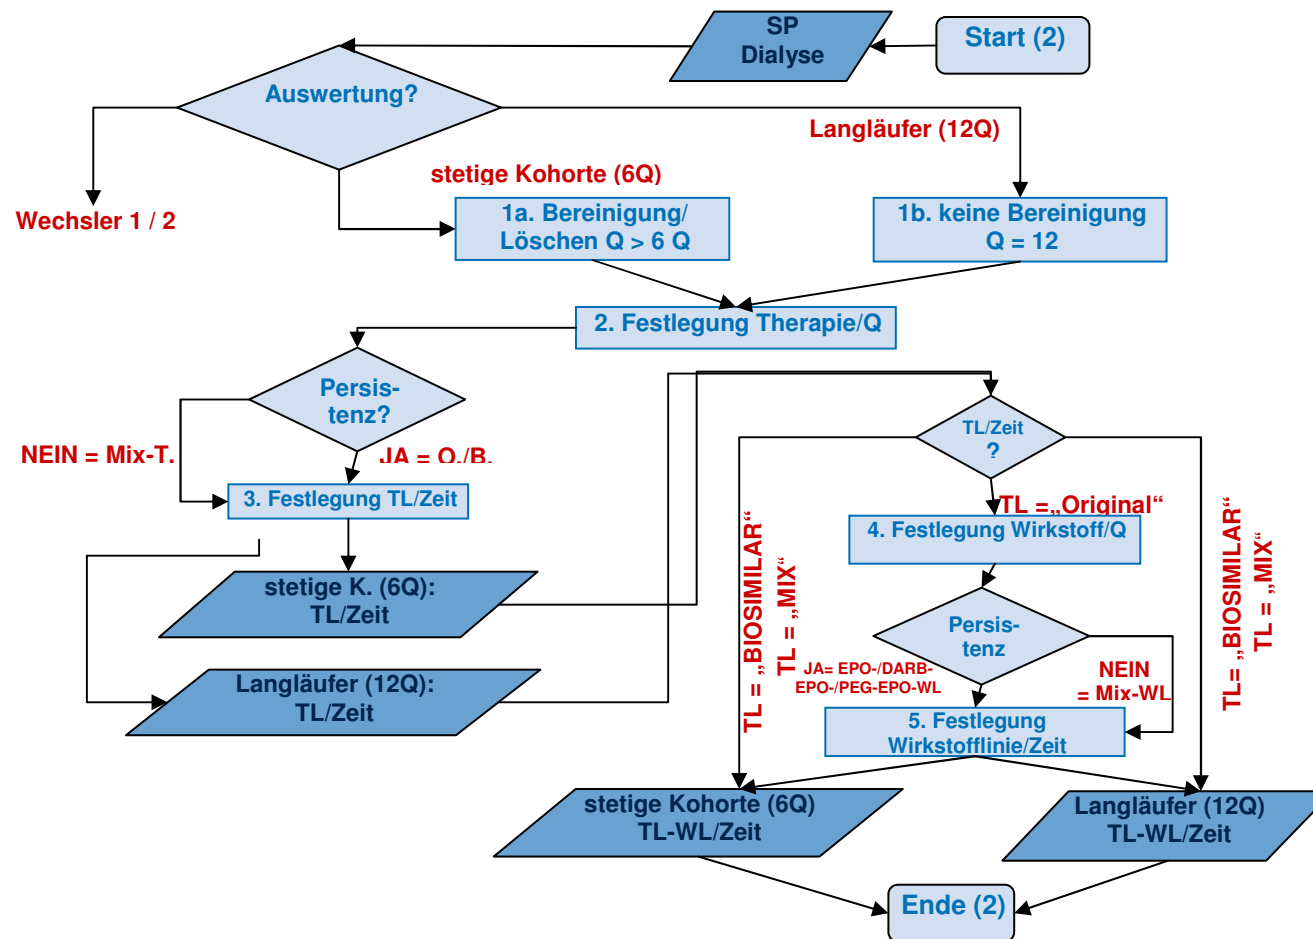 SP
Dialyse
Start (2)
Auswertung?
Langläufer (12Q)
stetige Kohorte (6Q)
Wechsler 1 / 2
1a. Bereinigung/
Löschen Q > 6 Q
1b. keine Bereinigung
Q = 12
2. Festlegung Therapie/Q
Persis-
tenz?
NEIN = Mix-T.
JA = O./B.
3. Festlegung TL/Zeit
stetige K. (6Q):
TL/Zeit
Langläufer (12Q):
TL/Zeit
TL/Zeit
?
TL =„Original“
4. Festlegung Wirkstoff/Q
TL = „BIOSIMILAR“
TL = „MIX“
TL= „BIOSIMILAR“
TL = „MIX“
Persis-
tenz
JA= EPO-/DARB-
EPO-/PEG-EPO-WL
NEIN
= Mix-WL
5. Festlegung
Wirkstofflinie/Zeit
stetige Kohorte (6Q)
TL-WL/Zeit
Langläufer (12Q)
TL-WL/Zeit
Ende (2)